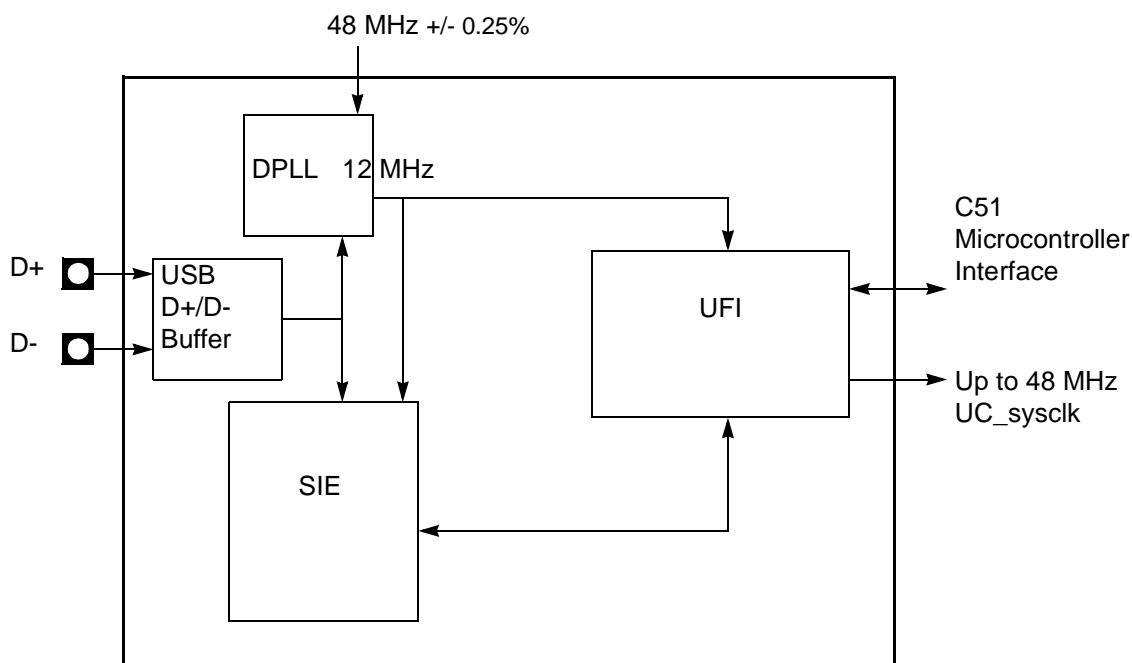 48 MHz +/- 0.25%
DPLL 12 MHz
D+
D-
USB
D+/D-
Buffer
UFI
C51
Microcontroller
Interface
Up to 48 MHz
UC_sysclk
SIE